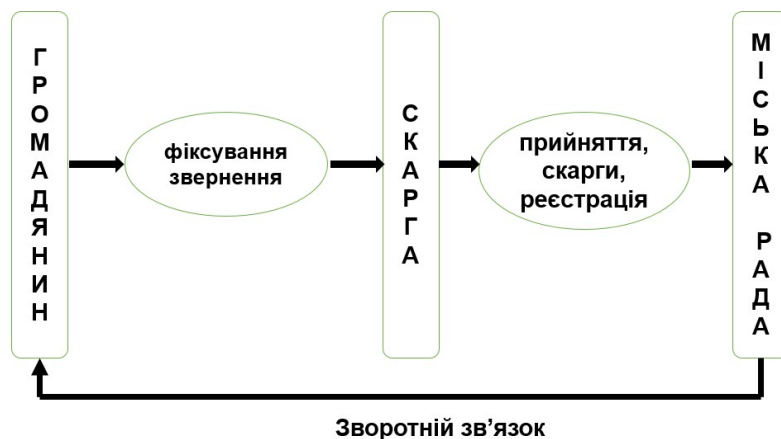 ГРОМАДЯНИН
фіксування
звернення
СКАРГА
прийняття,
скарги,
реєстрація
МІСЬКА РАДА
Зворотній зв’язок